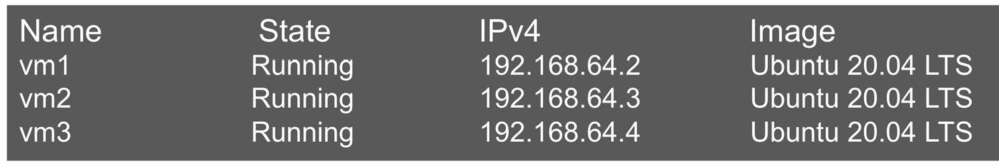 Name State IPv4 Image
vm1 Running 192.168.64.2 Ubuntu 20.04 LTS
vm2 Running 192.168.64.3 Ubuntu 20.04 LTS
vm3 Running 192.168.64.4 Ubuntu 20.04 LTS